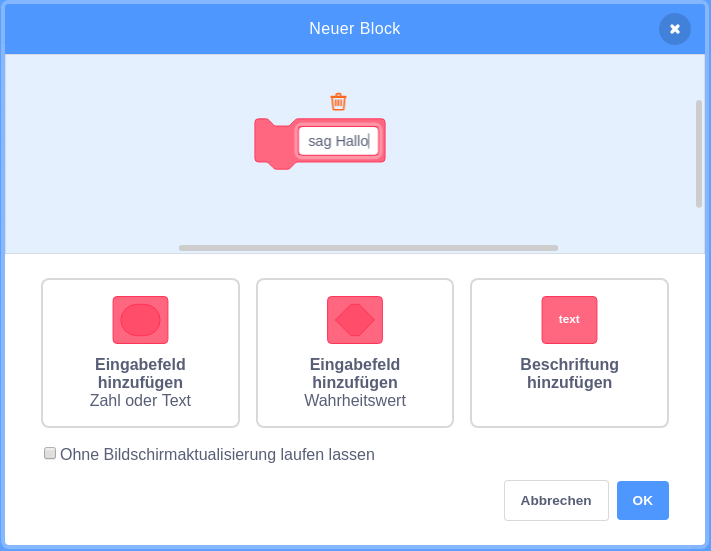 Neuer Block
sag Hallo
text
Eingabefeld
hinzufügen
Zahl oder Text
Eingabefeld
hinzufügen
Wahrheitswert
Beschriftung
hinzufügen
Ohne Bildschirmaktualisierung laufen lassen
Abbrechen
OK